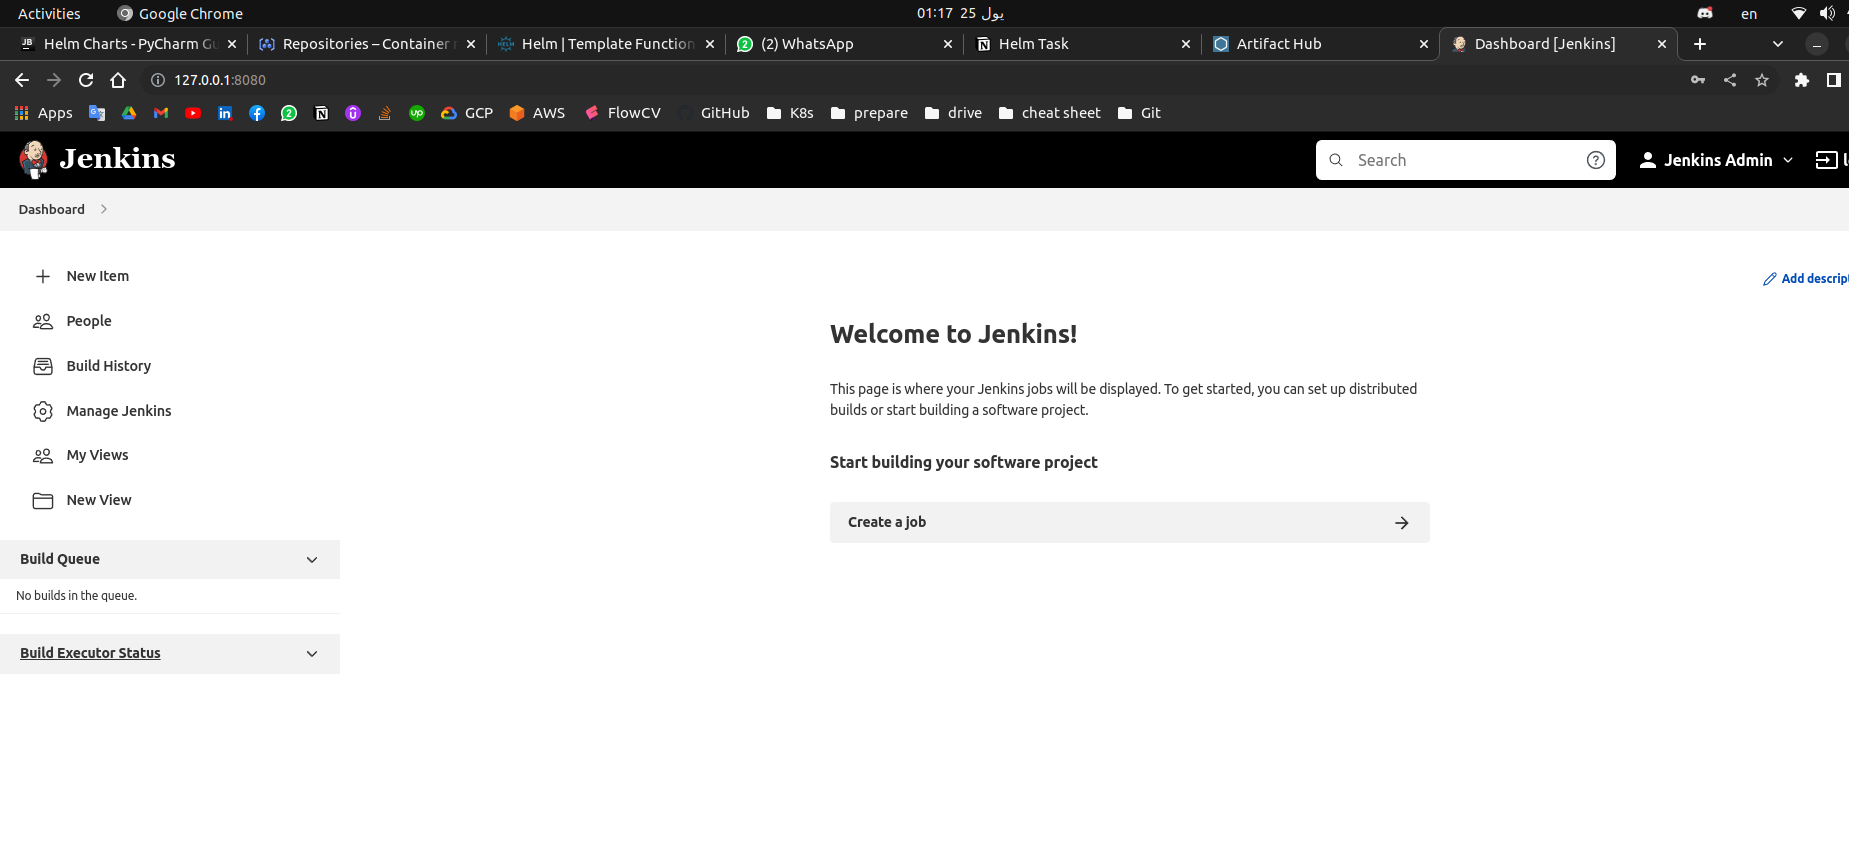 Activities Google Chrome 01:17 25 يول en
Helm Charts - PyCharm Gu Repositories – Container r Helm | Template Function (2) WhatsApp Helm Task Artifact Hub Dashboard [Jenkins]
127.0.0.1:8080
Apps GCP AWS FlowCV GitHub K8s prepare drive cheat sheet Git
Jenkins Search Jenkins Admin
Dashboard
New Item
Add descript
People
Build History
Manage Jenkins
My Views
New View
Welcome to Jenkins!
This page is where your Jenkins jobs will be displayed. To get started, you can set up distributed
builds or start building a software project.
Start building your software project
Create a job
Build Queue
No builds in the queue.
Build Executor Status